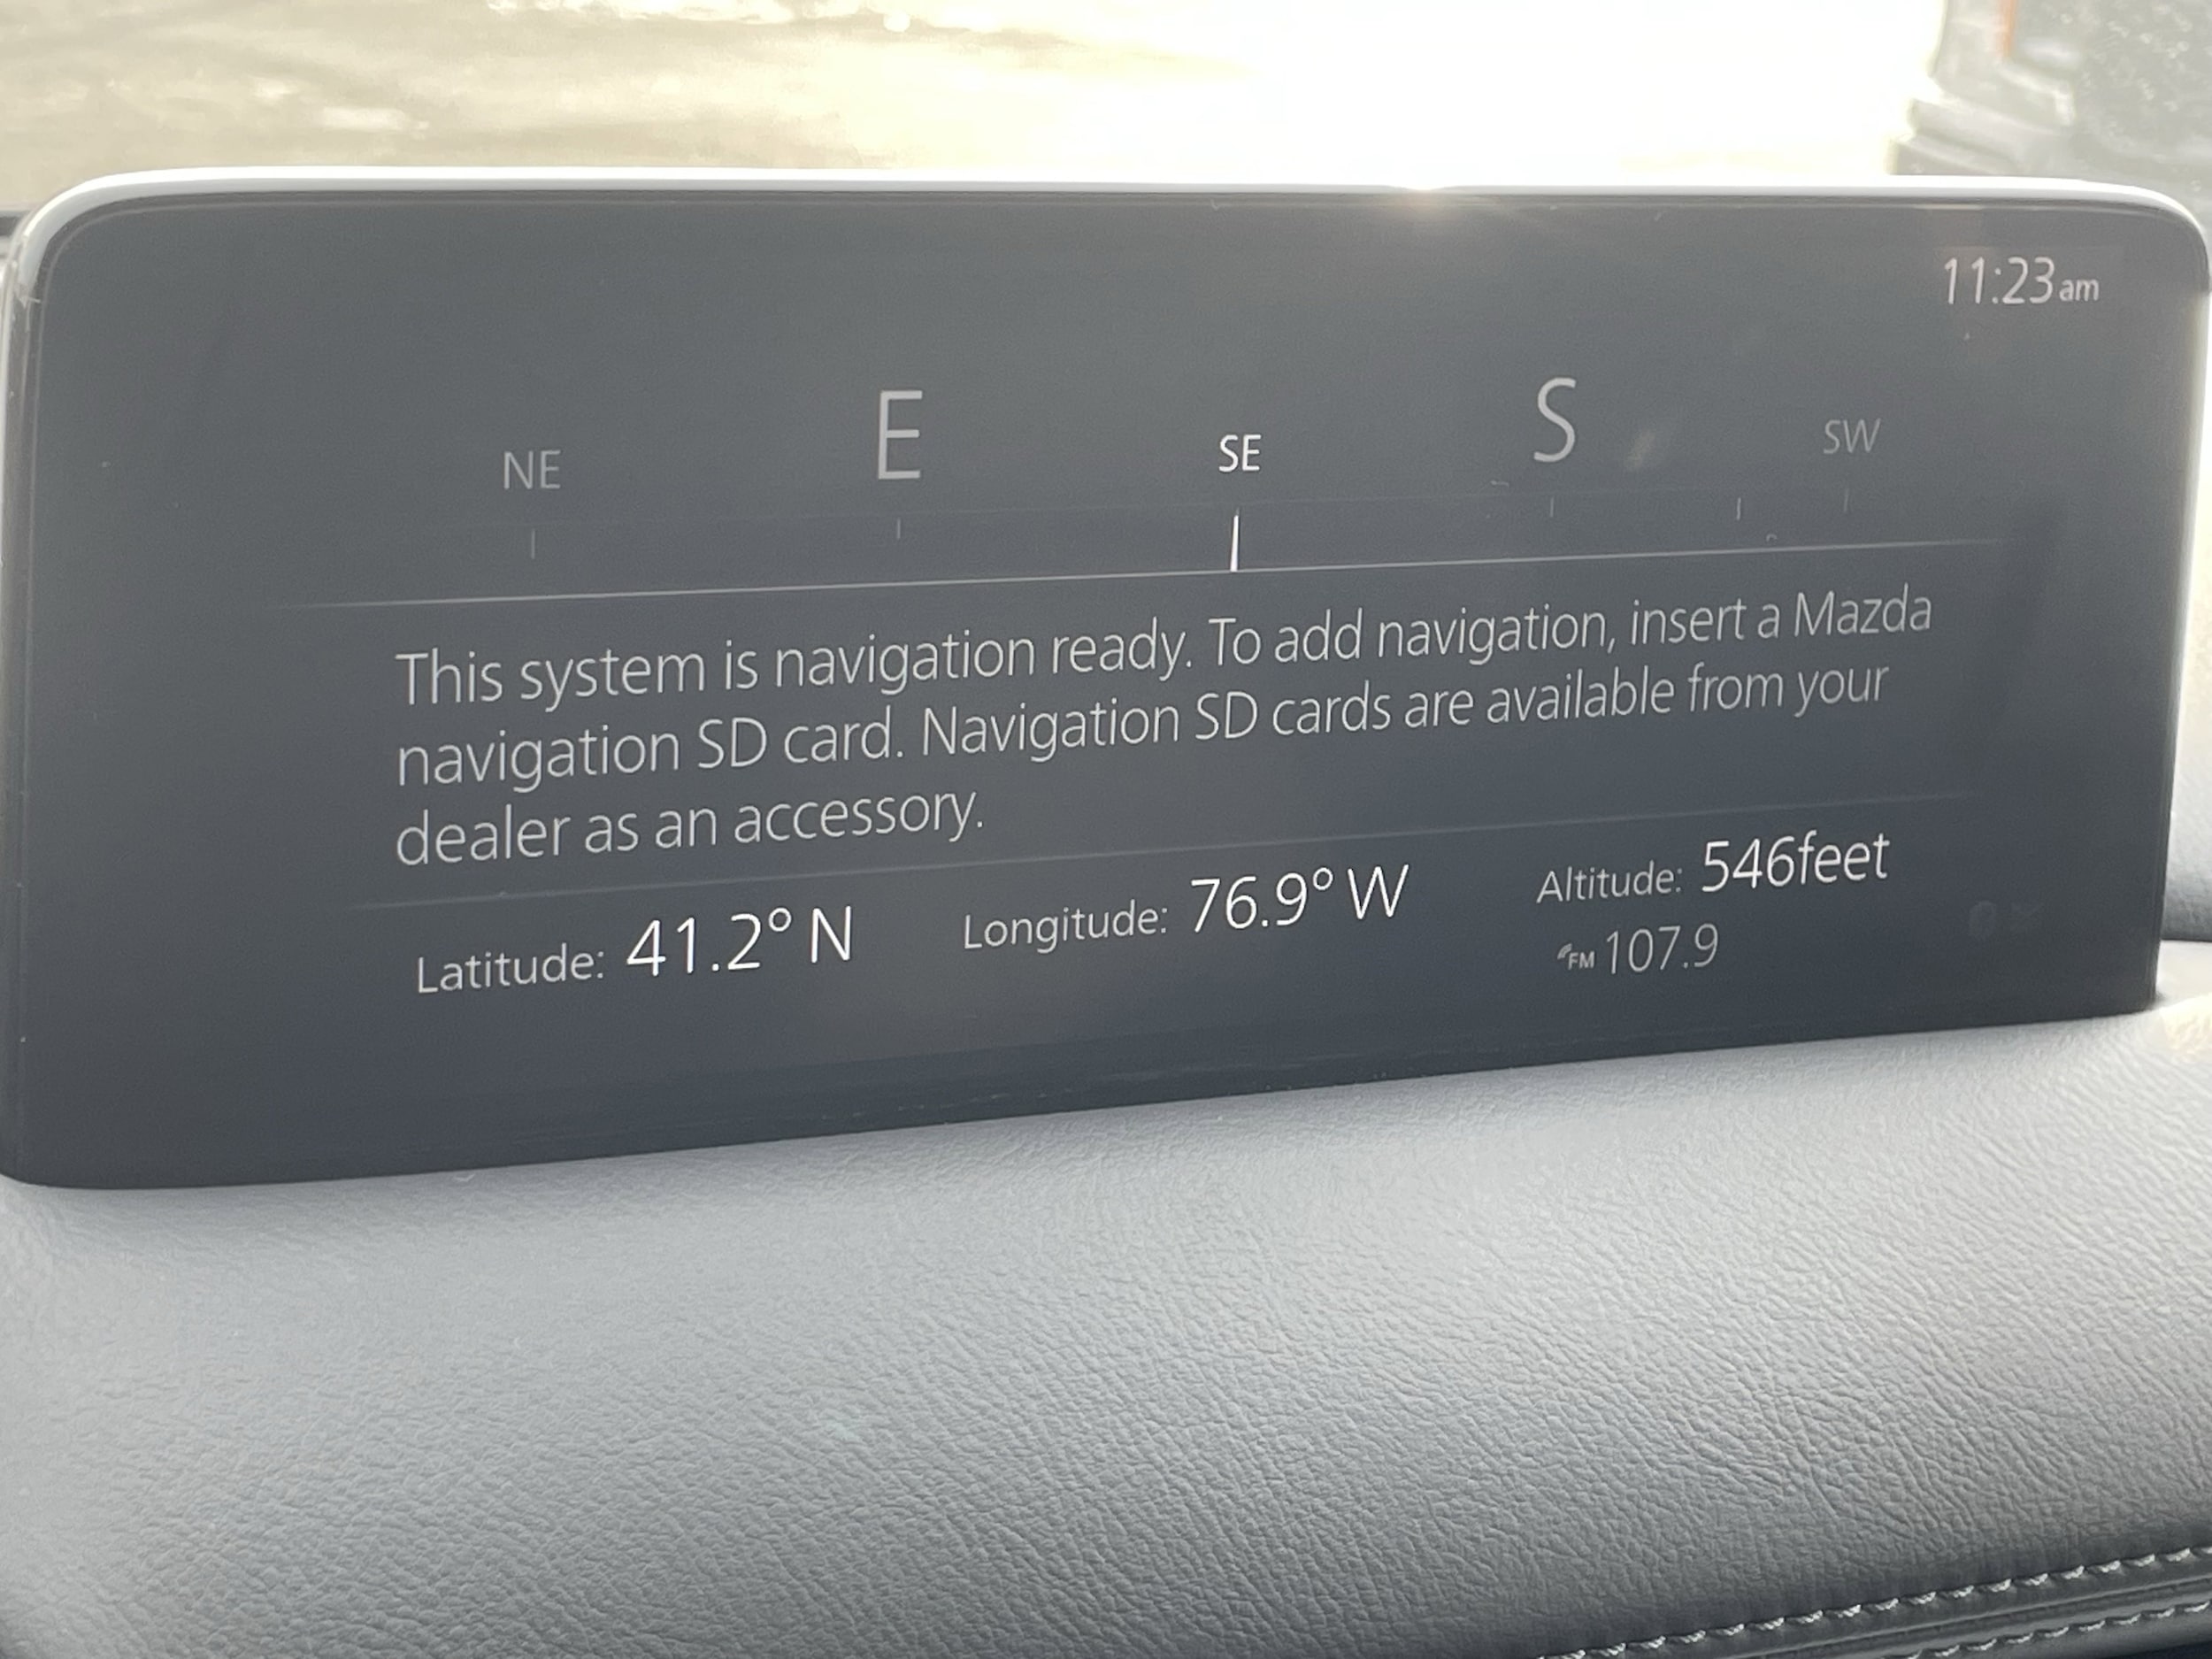 11:23am
NE E SE S SW
This system is navigation ready. To add navigation, insert a Mazda
navigation SD card. Navigation SD cards are available from your
dealer as an accessory.
Latitude: 41.2° N Longitude: 76.9° W Altitude: 546feet
FM 107.9